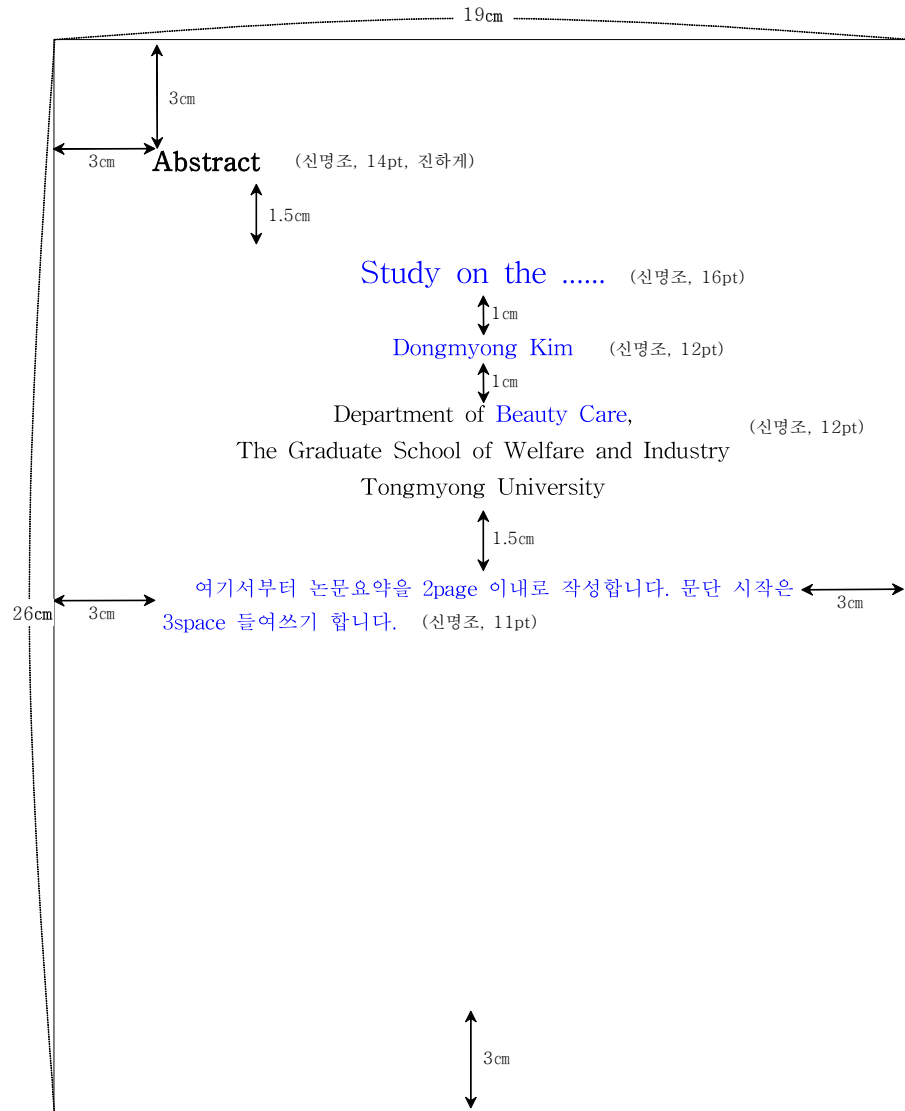 19㎝
3㎝
3㎝
Abstract (신명조, 14pt, 진하게)
1.5㎝
Study on the ...... (신명조, 16pt)
1㎝
Dongmyong Kim (신명조, 12pt)
1㎝
Department of Beauty Care,
(신명조, 12pt)
The Graduate School of Welfare and Industry
Tongmyong University
1.5㎝
여기서부터 논문요약을 2page 이내로 작성합니다. 문단 시작은
26㎝ 3㎝ 3㎝
3space 들여쓰기 합니다. (신명조, 11pt)
3㎝